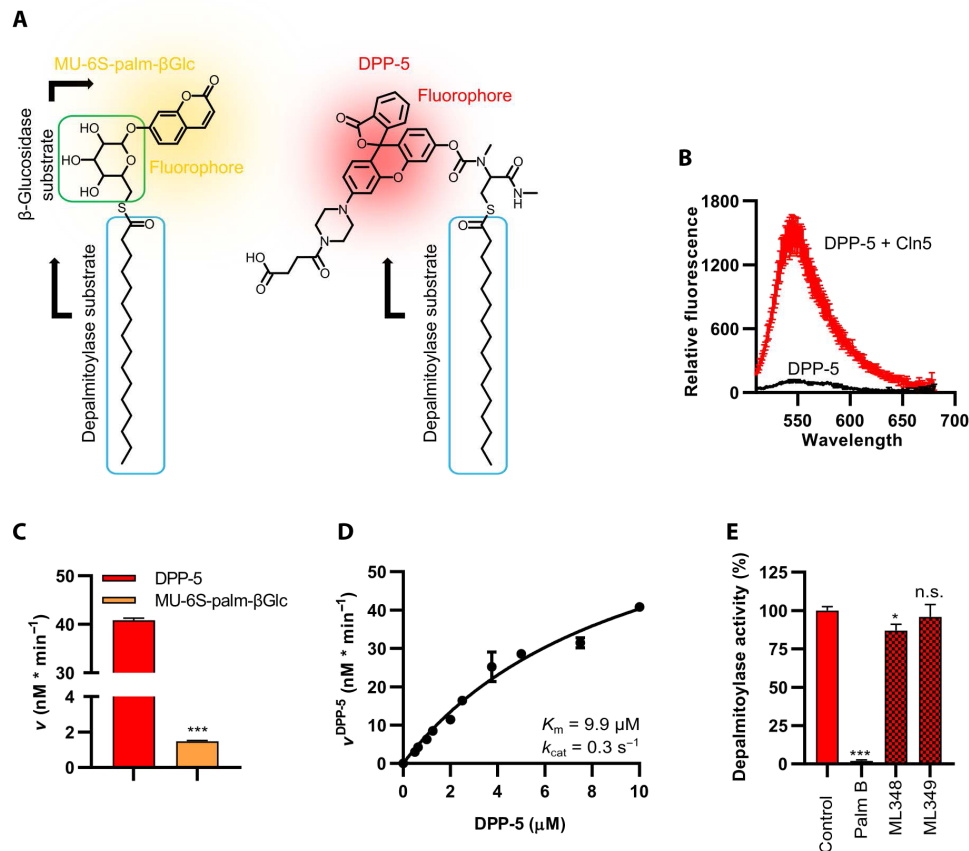 A
MU-6S-palm-βGlc
β-Glucosidase
substrate
Fluorophore
Depalmitoylase substrate
O
O
O
OH
HO
HO
OH
O
S
O
DPP-5
Fluorophore
Depalmitoylase substrate
O
O
O
O
O
N
O
HN
S
O
N
N
O
HO
O
B
Relative fluorescence
1800
1200
600
0
DPP-5 + Cln5
DPP-5
550
600
650
700
Wavelength
C
v (nM * min⁻¹)
50
40
30
4
2
0
DPP-5
MU-6S-palm-βGlc
***
D
v^DPP-5 (nM * min⁻¹)
50
40
30
20
10
0
Km = 9.9 μM
kcat = 0.3 s⁻¹
0
2
4
6
8
10
DPP-5 (μM)
E
Depalmitoylase activity (%)
125
100
75
50
25
0
***
*
n.s.
Control
Palm B
ML348
ML349